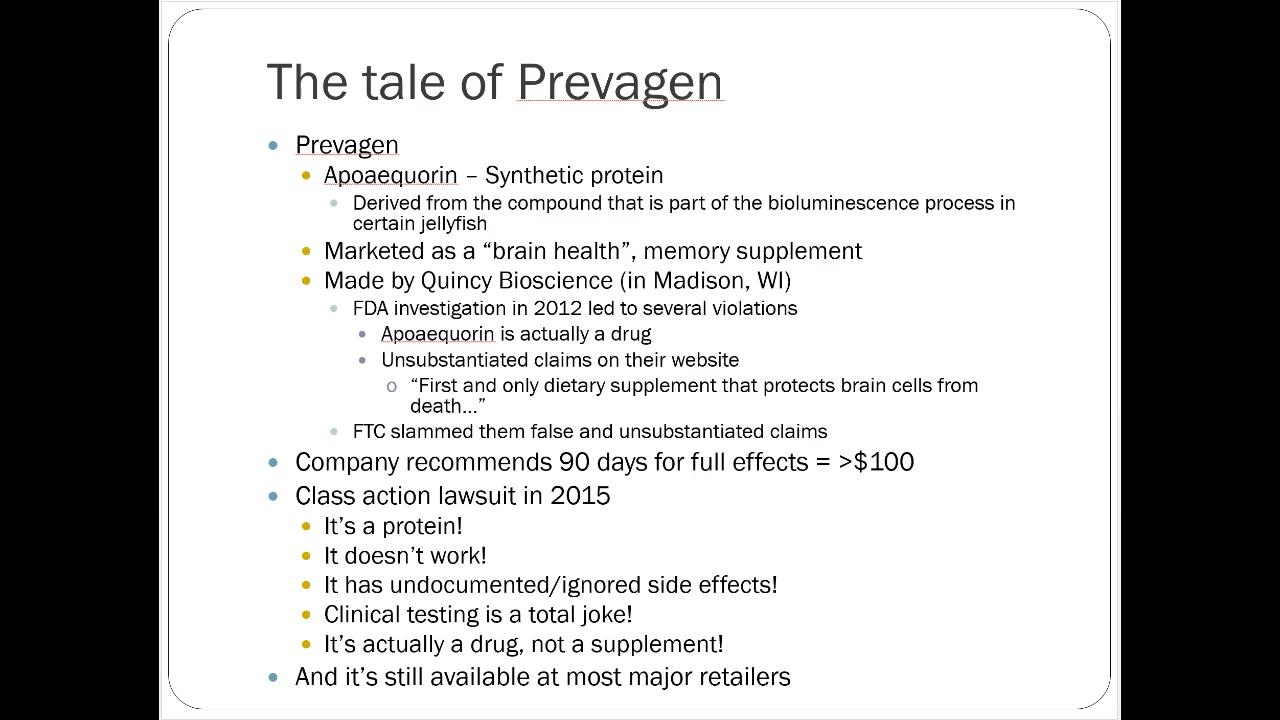 The tale of Prevagen
Prevagen
Apoaequorin – Synthetic protein
Derived from the compound that is part of the bioluminescence process in
certain jellyfish
Marketed as a “brain health”, memory supplement
Made by Quincy Bioscience (in Madison, WI)
FDA investigation in 2012 led to several violations
Apoaequorin is actually a drug
Unsubstantiated claims on their website
“First and only dietary supplement that protects brain cells from
death…”
FTC slammed them false and unsubstantiated claims
Company recommends 90 days for full effects = >$100
Class action lawsuit in 2015
It’s a protein!
It doesn’t work!
It has undocumented/ignored side effects!
Clinical testing is a total joke!
It’s actually a drug, not a supplement!
And it’s still available at most major retailers